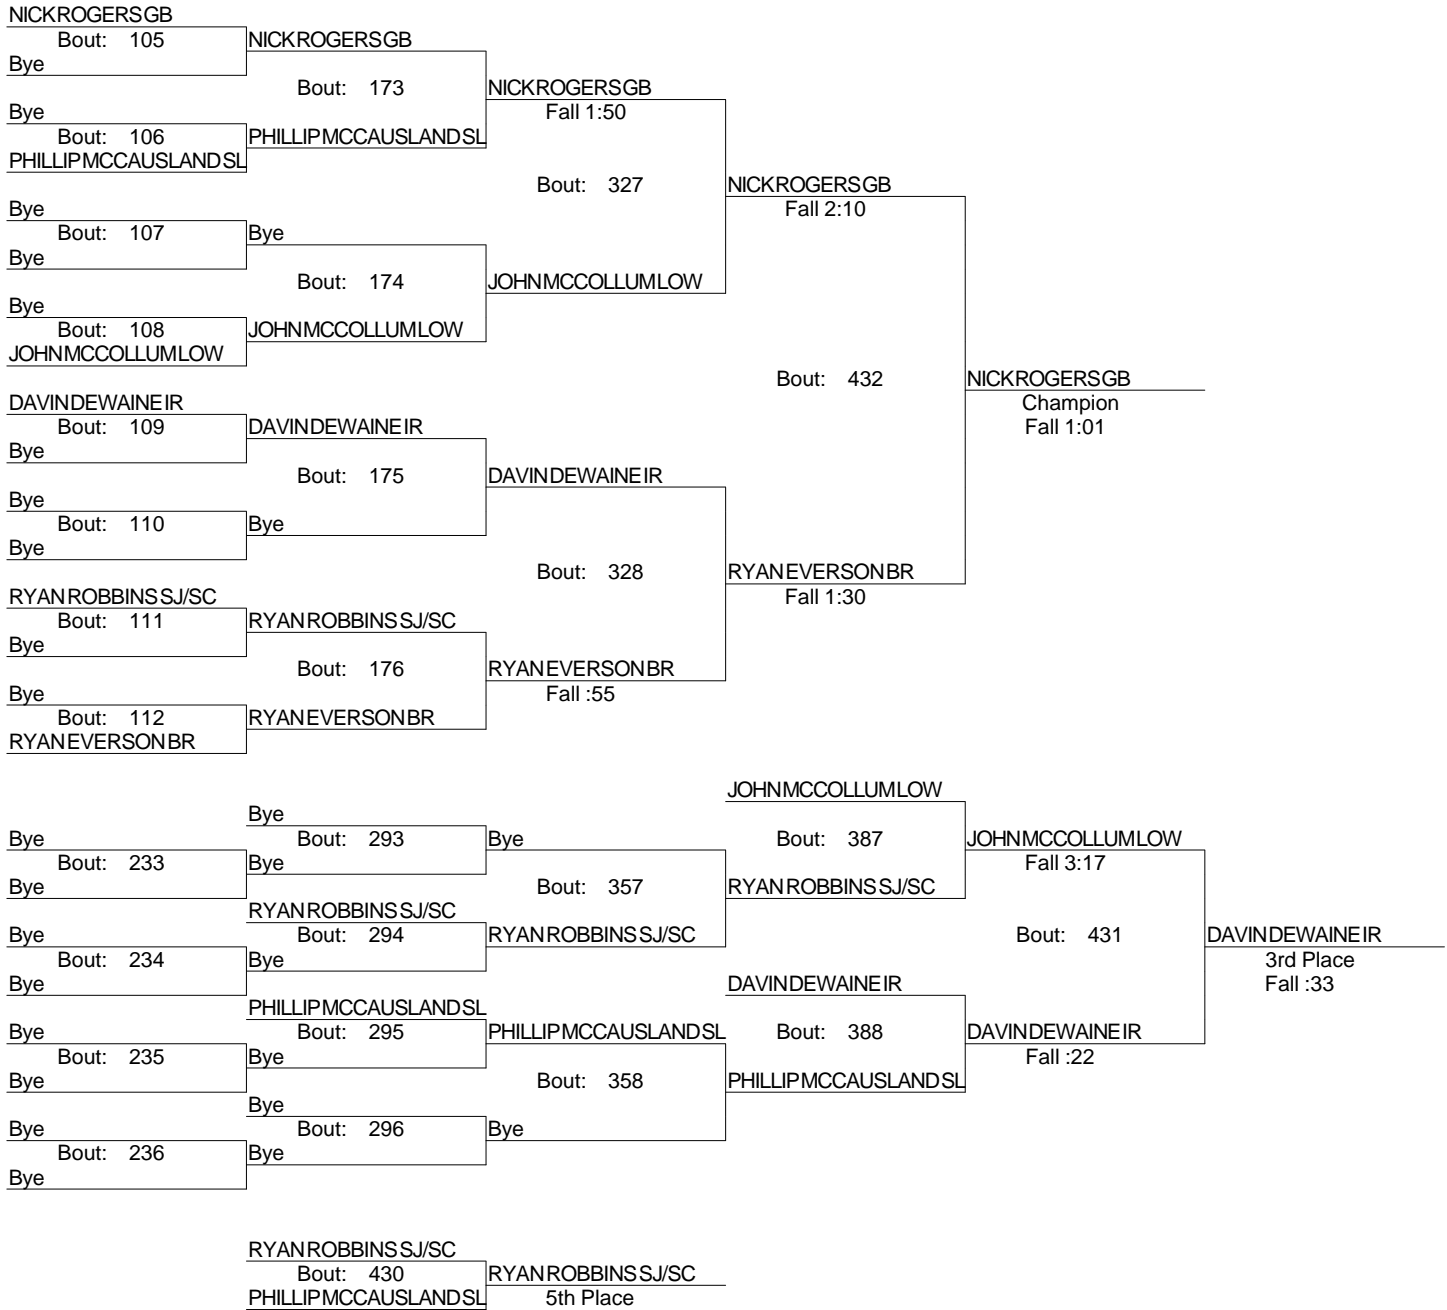 NICKROGERSGB
Bout: 105 NICKROGERSGB
Bye
Bout: 173 NICKROGERSGB
Bye Fall 1:50
Bout: 106 PHILLIPMCCAUSLANDSL
PHILLIPMCCAUSLANDSL
Bout: 327 NICKROGERSGB
Bye Fall 2:10
Bout: 107 Bye
Bye
Bout: 174 JOHNMCCOLLUMLOW
Bye
Bout: 108 JOHNMCCOLLUMLOW
JOHNMCCOLLUMLOW
Bout: 432 NICKROGERSGB
DAVINDEWAINEIR Champion
Bout: 109 DAVINDEWAINEIR Fall 1:01
Bye
Bout: 175 DAVINDEWAINEIR
Bye
Bout: 110 Bye
Bye
Bout: 328 RYANEVERSONBR
RYANROBBINSSJ/SC Fall 1:30
Bout: 111 RYANROBBINSSJ/SC
Bye
Bout: 176 RYANEVERSONBR
Bye Fall :55
Bout: 112 RYANEVERSONBR
RYANEVERSONBR
JOHNMCCOLLUMLOW
Bye
Bye Bout: 293 Bye Bout: 387 JOHNMCCOLLUMLOW
Bout: 233 Bye Fall 3:17
Bye Bout: 357 RYANROBBINSSJ/SC
RYANROBBINSSJ/SC
Bye Bout: 294 RYANROBBINSSJ/SC Bout: 431 DAVINDEWAINEIR
Bout: 234 Bye 3rd Place
Bye DAVINDEWAINEIR Fall :33
PHILLIPMCCAUSLANDSL
Bye Bout: 295 PHILLIPMCCAUSLANDSL Bout: 388 DAVINDEWAINEIR
Bout: 235 Bye Fall :22
Bye Bout: 358 PHILLIPMCCAUSLANDSL
Bye
Bye Bout: 296 Bye
Bout: 236 Bye
Bye
RYANROBBINSSJ/SC
Bout: 430 RYANROBBINSSJ/SC
PHILLIPMCCAUSLANDSL 5th Place